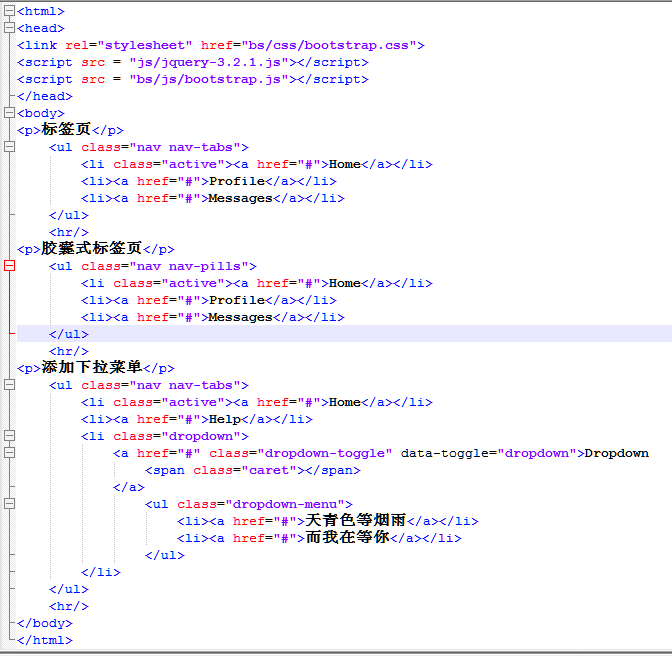 <html>
<head>
<link rel="stylesheet" href="bs/css/bootstrap.css">
<script src = "js/jquery-3.2.1.js"></script>
<script src = "bs/js/bootstrap.js"></script>
</head>
<body>
<p>标签页</p>
    <ul class="nav nav-tabs">
        <li class="active"><a href="#">Home</a></li>
        <li><a href="#">Profile</a></li>
        <li><a href="#">Messages</a></li>
    </ul>
    <hr/>
<p>胶囊式标签页</p>
    <ul class="nav nav-pills">
        <li class="active"><a href="#">Home</a></li>
        <li><a href="#">Profile</a></li>
        <li><a href="#">Messages</a></li>
    </ul>
    <hr/>
<p>添加下拉菜单</p>
    <ul class="nav nav-tabs">
        <li class="active"><a href="#">Home</a></li>
        <li><a href="#">Help</a></li>
        <li class="dropdown">
            <a href="#" class="dropdown-toggle" data-toggle="dropdown">Dropdown
                <span class="caret"></span>
            </a>
                <ul class="dropdown-menu">
                    <li><a href="#">天青色等烟雨</a></li>
                    <li><a href="#">而我在等你</a></li>
                </ul>
        </li>
    </ul>
    <hr/>
</body>
</html>